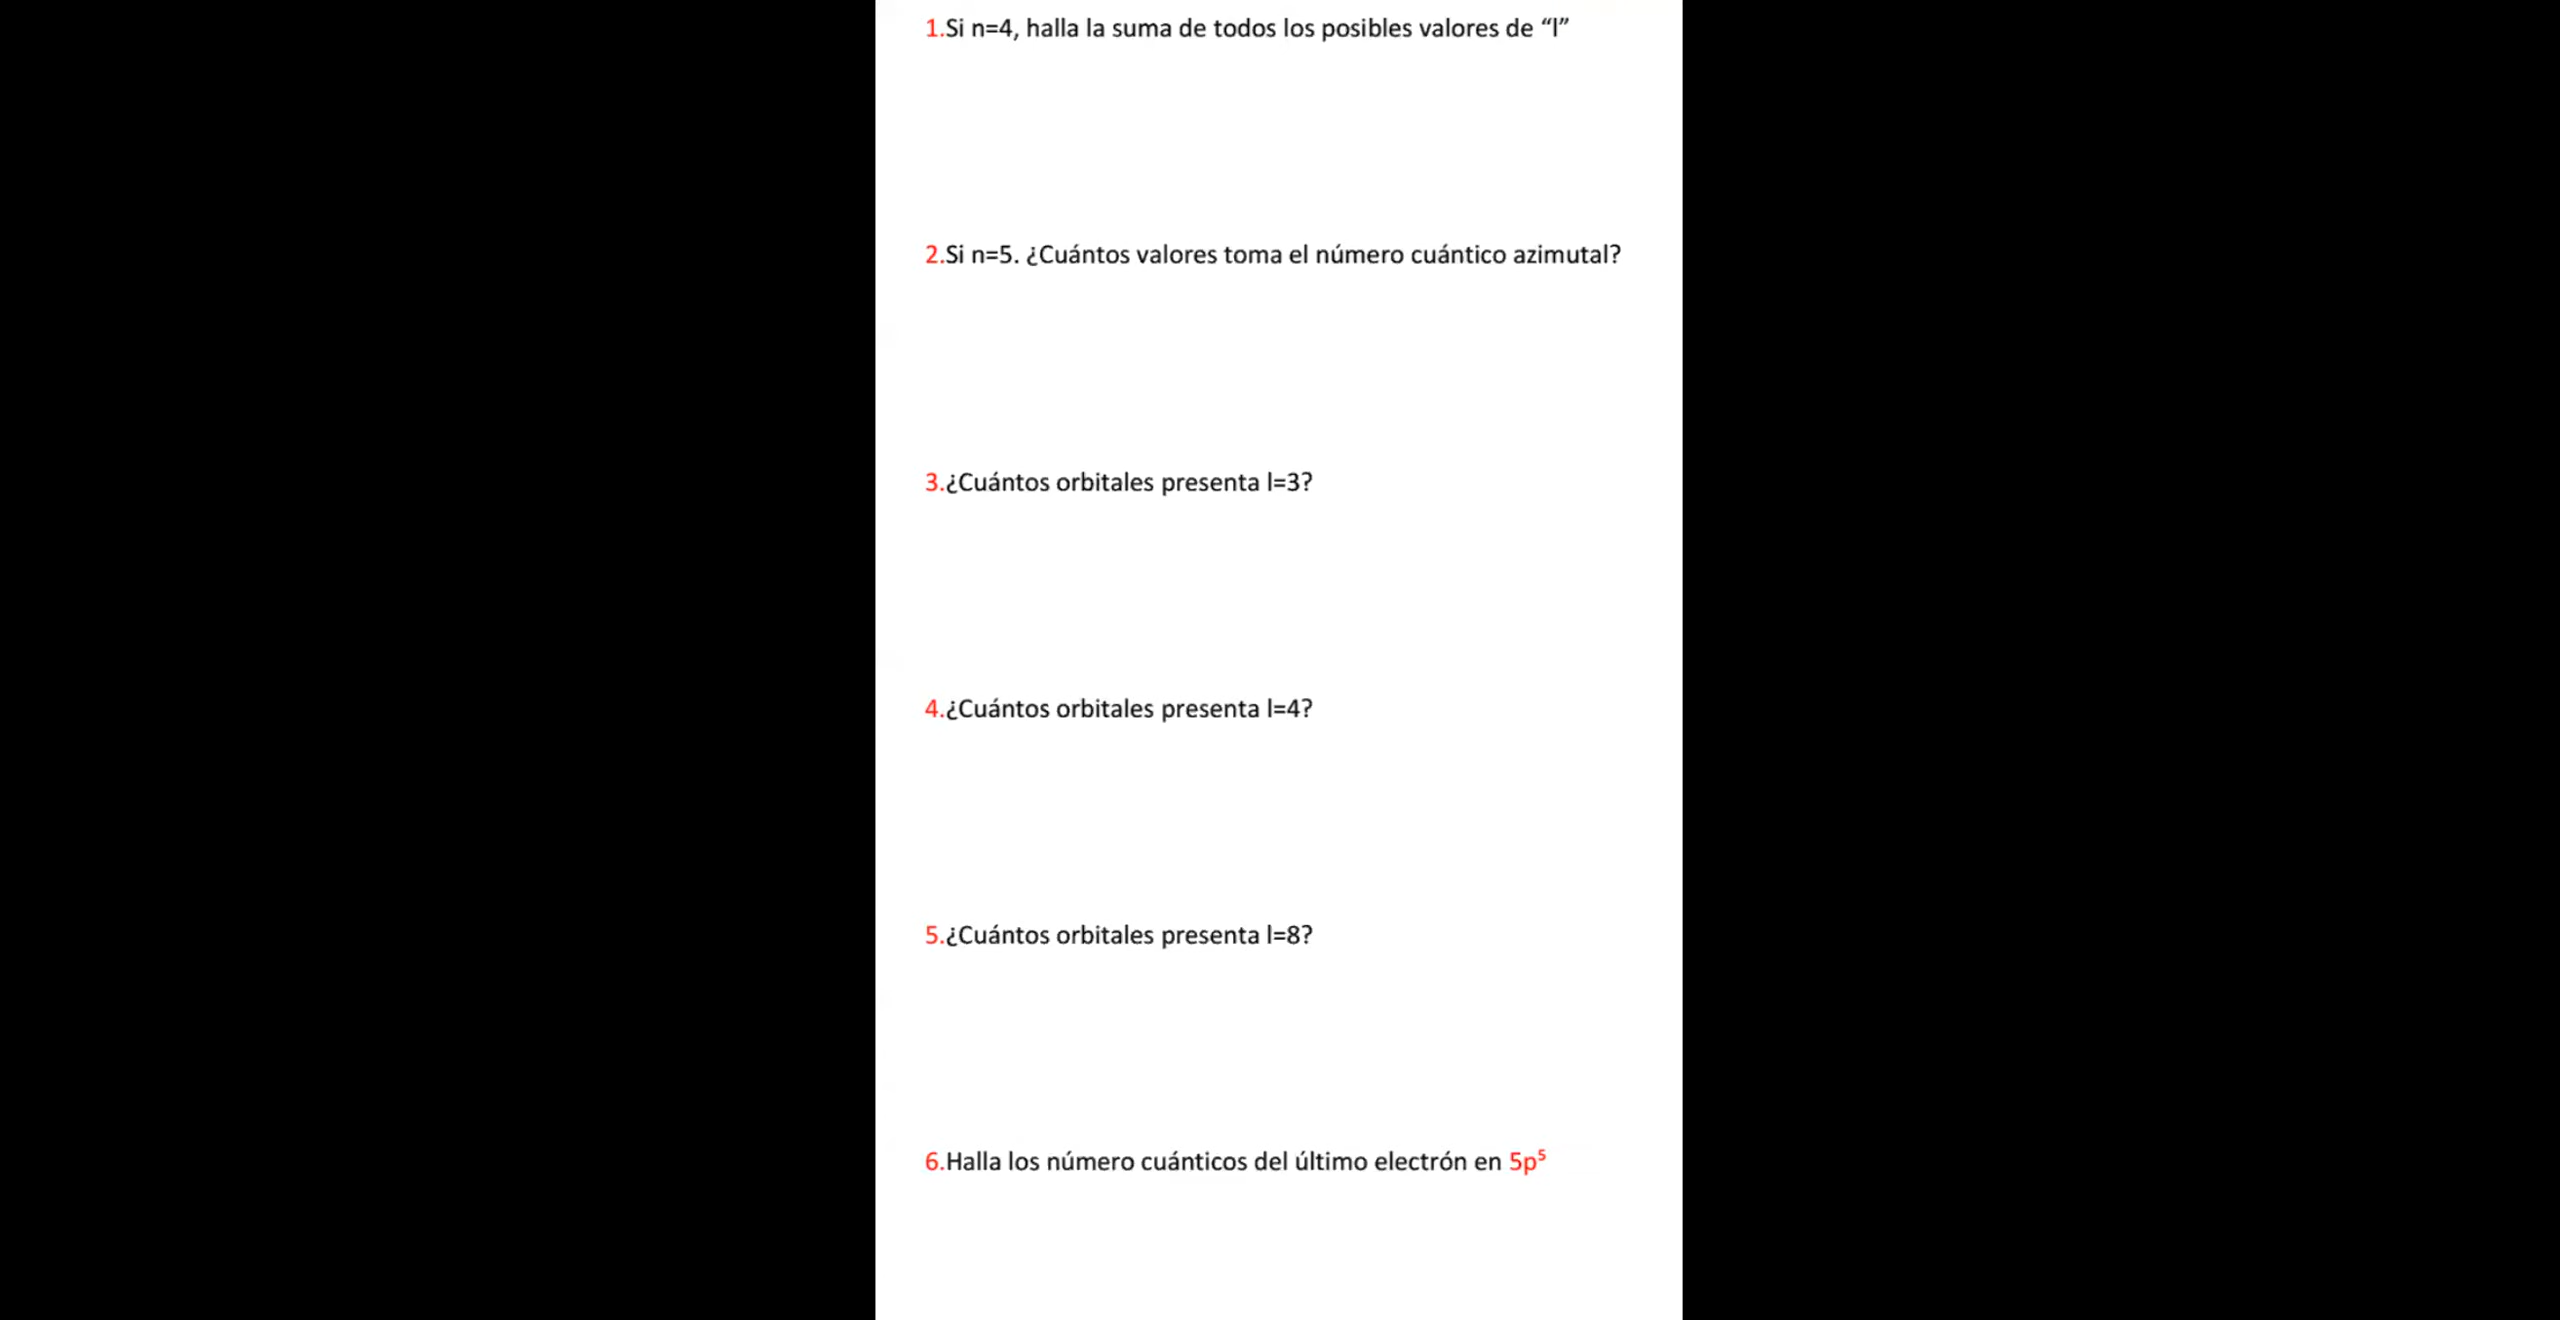 1.Si n=4, halla la suma de todos los posibles valores de “l”
2.Si n=5. ¿Cuántos valores toma el número cuántico azimutal?
3.¿Cuántos orbitales presenta l=3?
4.¿Cuántos orbitales presenta l=4?
5.¿Cuántos orbitales presenta l=8?
6.Halla los número cuánticos del último electrón en 5p⁵